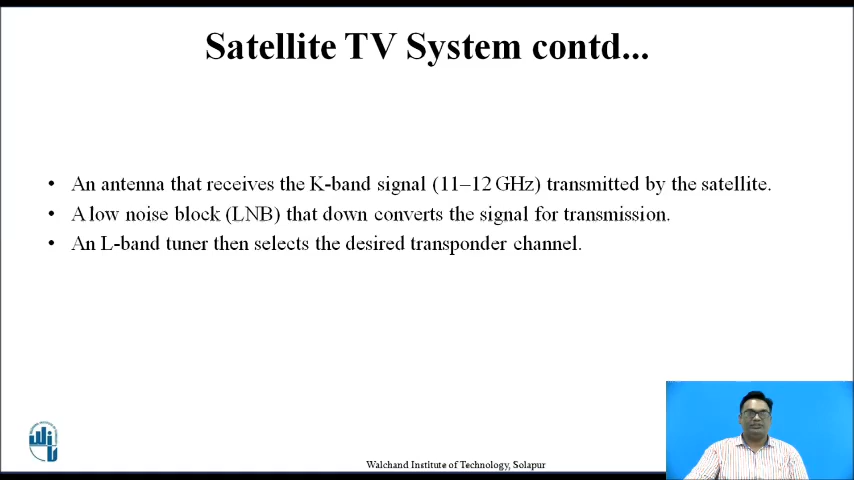 Satellite TV System contd...
• An antenna that receives the K-band signal (11–12 GHz) transmitted by the satellite.
• A low noise block (LNB) that down converts the signal for transmission.
• An L-band tuner then selects the desired transponder channel.
Walchand Institute of Technology, Solapur